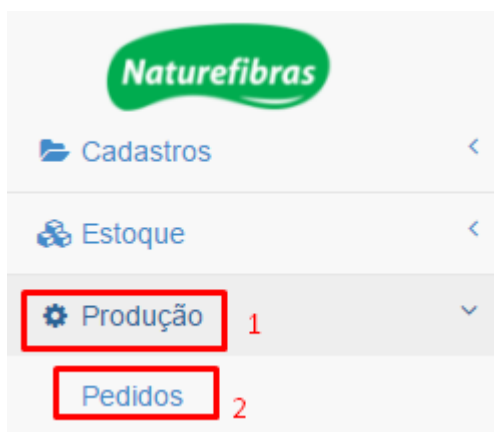 Naturefibras
Cadastros
Estoque
Produção 1
Pedidos 2